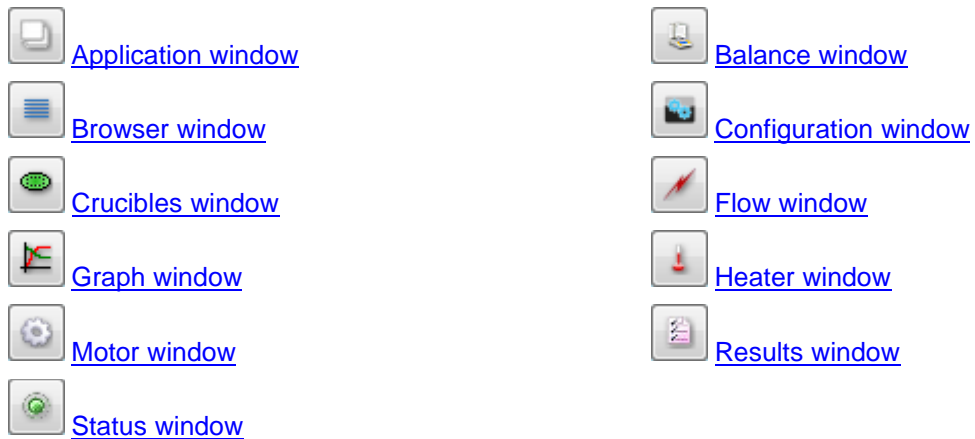 Application window
Balance window
Browser window
Configuration window
Crucibles window
Flow window
Graph window
Heater window
Motor window
Results window
Status window